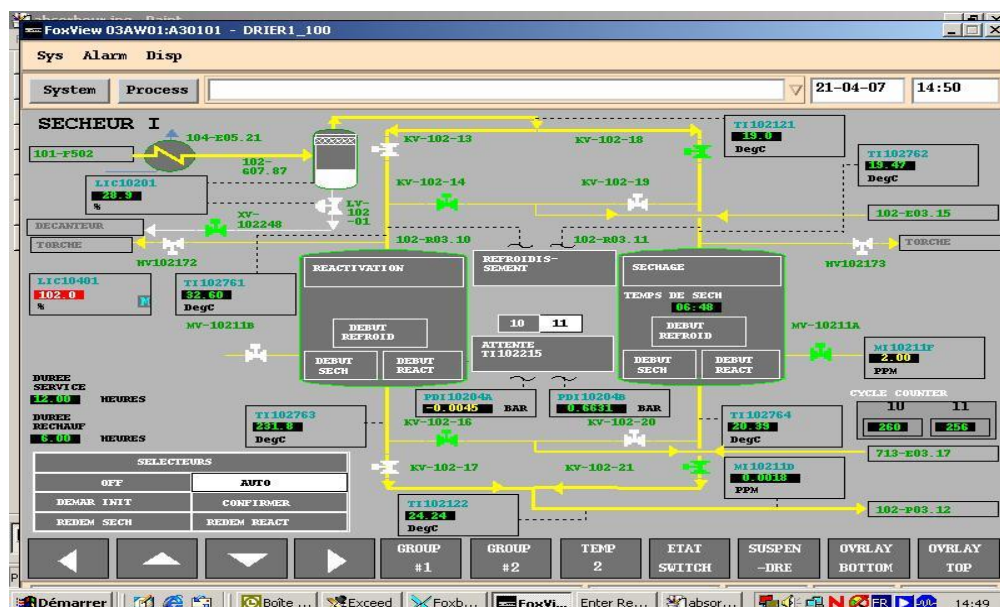 FoxView 03AW01:A30101 - DRIER1_100
Sys Alarm Disp
System Process 21-04-07 14:50
SECHEUR I
104-E05.21
101-F502
102-G07.87
LIC10201
28.9
%
XV-102248
LV-102-01
DECANTEUR
TORCHE
HV102172
KV-102-13
KV-102-18
KV-102-14
KV-102-19
TI102121
19.0
DegC
TI102762
19.47
DegC
102-E03.15
TORCHE
HV102173
102-R03.10
102-R03.11
LIC10401
102.0
%
N
TI102761
32.60
DegC
MV-10211B
REACTIVATION
DEBUT REFROID
DEBUT SECH
DEBUT REACT
REFROIDIS-
SEMENT
10 11
ATTENTE
TI102215
SECHAGE
TEMPS DE SECH
06:48
DEBUT REFROID
DEBUT SECH
DEBUT REACT
MV-10211A
MI10211F
2.00
PPM
DUREE
SERVICE
12.00 HEURES
DUREE
RECHAUF
6.00 HEURES
PDI10204A
-0.0045 BAR
PDI10204B
0.6631 BAR
CYCLE COUNTER
10 11
260 256
TI102763
231.8
DegC
KV-102-16
KV-102-20
TI102764
20.39
DegC
713-E03.17
KV-102-17
KV-102-21
MI10211D
0.0018
PPM
TI102122
24.24
DegC
102-P03.12
SELECTEURS
OFF AUTO
DEMAR INIT CONFIRMER
REDEM SECH REDEM REACT
GROUP #1
GROUP #2
TEMP 2
ETAT SWITCH
SUSPEN -DRE
OVRLAY BOTTOM
OVRLAY TOP
Démarrer Boîte ... Exceed Foxb... FoxVi... Enter Re... absor... FR 14:49